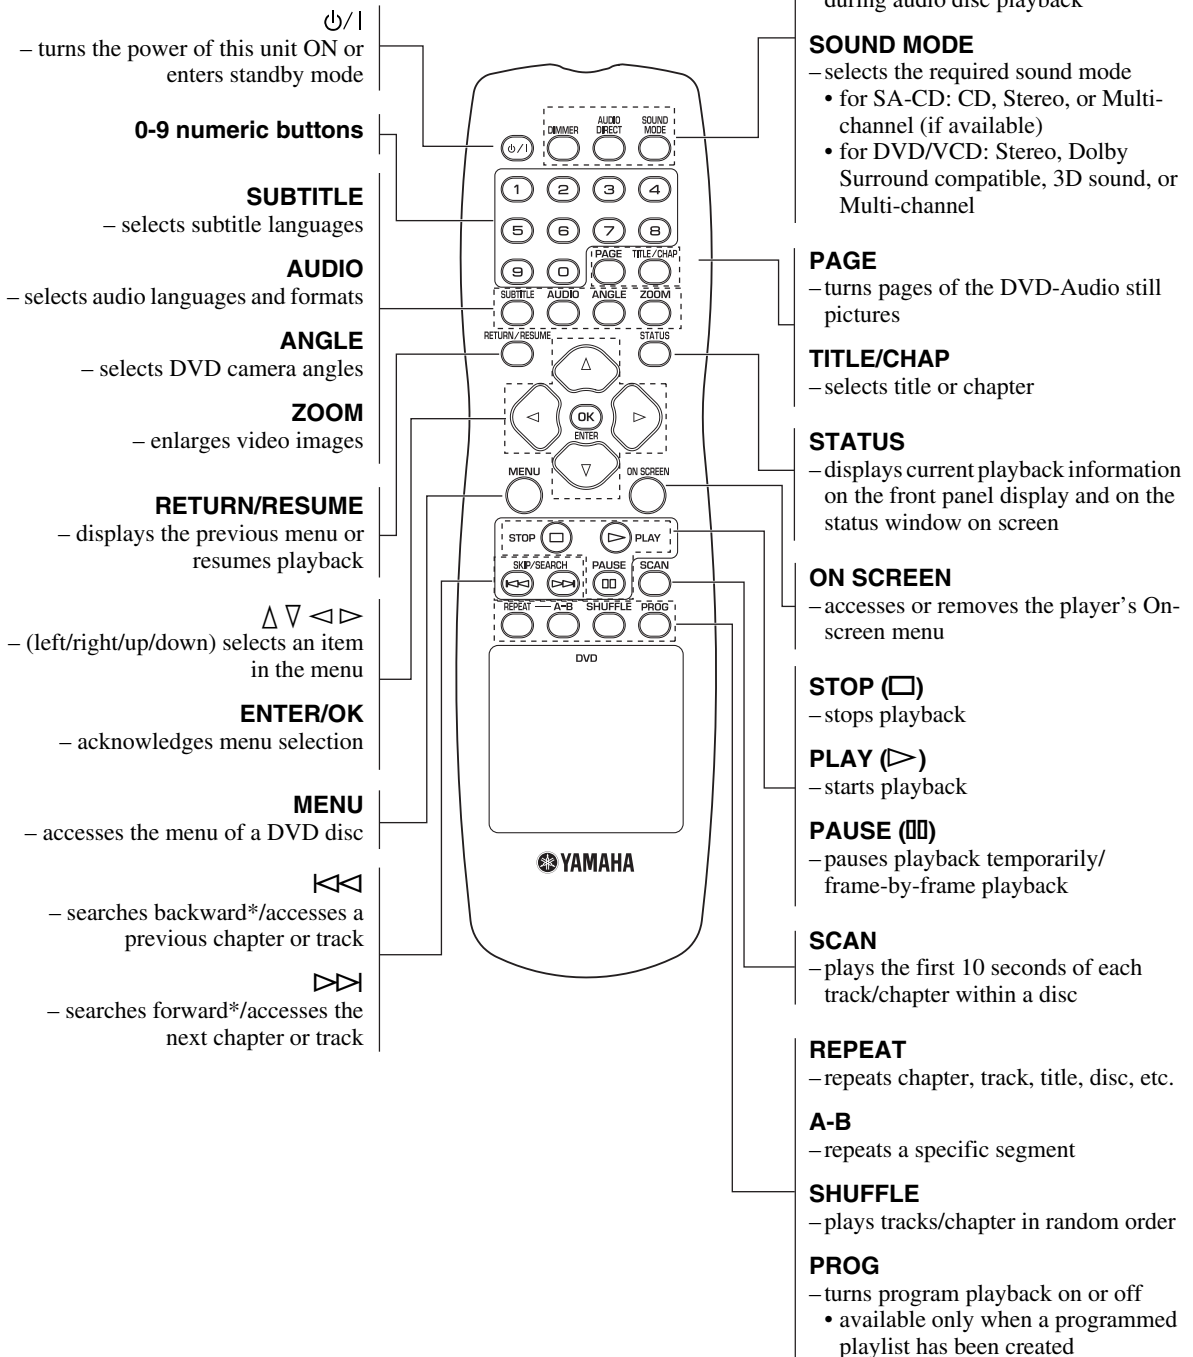 ⏻/I
– turns the power of this unit ON or
enters standby mode
0-9 numeric buttons
SUBTITLE
– selects subtitle languages
AUDIO
– selects audio languages and formats
ANGLE
– selects DVD camera angles
ZOOM
– enlarges video images
RETURN/RESUME
– displays the previous menu or
resumes playback
△ ▽ ◁ ▷
– (left/right/up/down) selects an item
in the menu
ENTER/OK
– acknowledges menu selection
MENU
– accesses the menu of a DVD disc
|◁◁
– searches backward*/accesses a
previous chapter or track
▷▷|
– searches forward*/accesses the
next chapter or track
DIMMER AUDIO DIRECT SOUND MODE
⏻/I
1 2 3 4
5 6 7 8
PAGE TITLE/CHAP
9 0
SUBTITLE AUDIO ANGLE ZOOM
RETURN/RESUME STATUS
△
◁ OK ▷
ENTER
▽
MENU ON SCREEN
STOP □ ▷ PLAY
SKIP/SEARCH PAUSE SCAN
|◁◁ ▷▷| ▯▯
REPEAT — A-B SHUFFLE PROG
DVD
YAMAHA
during audio disc playback
SOUND MODE
– selects the required sound mode
• for SA-CD: CD, Stereo, or Multi-
channel (if available)
• for DVD/VCD: Stereo, Dolby
Surround compatible, 3D sound, or
Multi-channel
PAGE
– turns pages of the DVD-Audio still
pictures
TITLE/CHAP
– selects title or chapter
STATUS
– displays current playback information
on the front panel display and on the
status window on screen
ON SCREEN
– accesses or removes the player's On-
screen menu
STOP (□)
– stops playback
PLAY (▷)
– starts playback
PAUSE (▯▯)
– pauses playback temporarily/
frame-by-frame playback
SCAN
– plays the first 10 seconds of each
track/chapter within a disc
REPEAT
– repeats chapter, track, title, disc, etc.
A-B
– repeats a specific segment
SHUFFLE
– plays tracks/chapter in random order
PROG
– turns program playback on or off
• available only when a programmed
playlist has been created